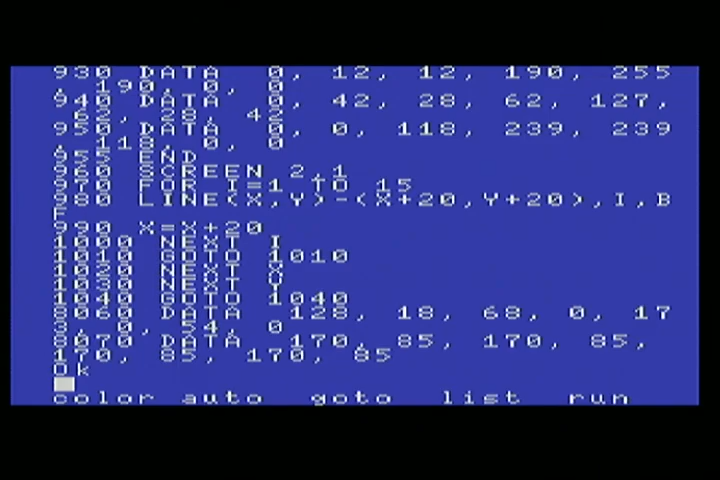 930 DATA 0, 12, 12, 190, 255
, 190, 0, 0
940 DATA 0, 42, 28, 62, 127,
62, 28, 42
950 DATA 0, 0, 118, 239, 239
, 118, 0, 0
955 END
960 SCREEN 2,1
970 FOR I=1 TO 15
980 LINE(X,Y)-(X+20,Y+20),I,B
F
990 X=X+20
1000 NEXT I
1010 GOTO 1010
1020 NEXT X
1030 NEXT Y
1040 GOTO 1040
8060 DATA 128, 18, 68, 0, 17
3, 0, 54, 0
8070 DATA 170, 85, 170, 85,
170, 85, 170, 85
Ok
color auto goto list run